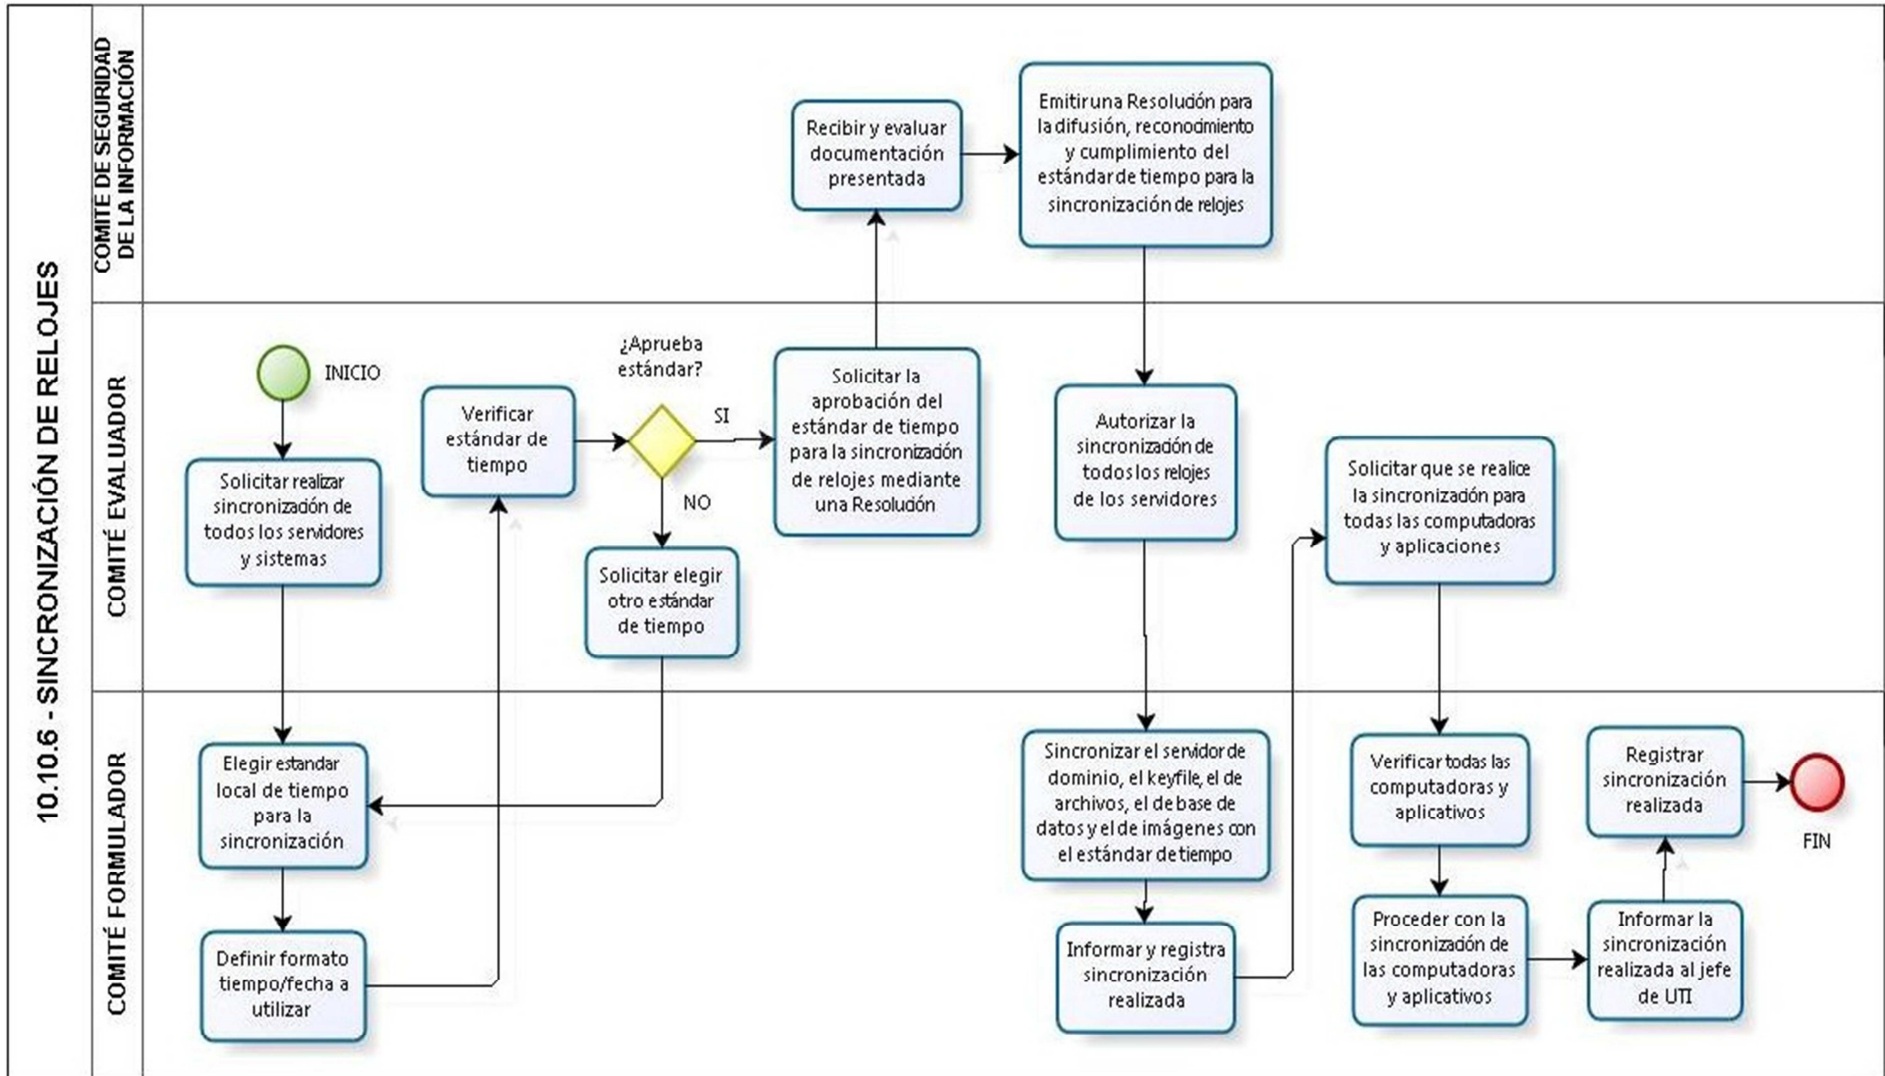 10.10.6 - SINCRONIZACIÓN DE RELOJES
COMITÉ DE SEGURIDAD
DE LA INFORMACIÓN
Recibir y evaluar
documentación
presentada
Emitiruna Resolución para
la difusión, reconocimiento
y cumplimiento del
estándar de tiempo para la
sincronización de relojes
COMITÉ EVALUADOR
INICIO
Solicitar realizar
sincronización de
todos los servidores
y sistemas
Verificar
estándar de
tiempo
¿Aprueba
estándar?
SI
NO
Solicitar elegir
otro estándar
de tiempo
Solicitar la
aprobación del
estándar de tiempo
para la sincronización
de relojes mediante
una Resolución
Autorizar la
sincronización de
todos los relojes
de los servidores
Solicitar que se realice
la sincronización para
todas las computadoras
y aplicaciones
COMITÉ FORMULADOR
Elegir estandar
local de tiempo
para la
sincronización
Definir formato
tiempo/fecha a
utilizar
Sincronizar el servidor de
dominio, el keyfile, el de
archivos, el de base de
datos y el de imágenes con
el estándar de tiempo
Informar y registra
sincronización
realizada
Verificar todas las
computadoras y
aplicativos
Proceder con la
sincronización de
las computadoras
y aplicativos
Informar la
sincronización
realizada al jefe
de UTI
Registrar
sincronización
realizada
FIN